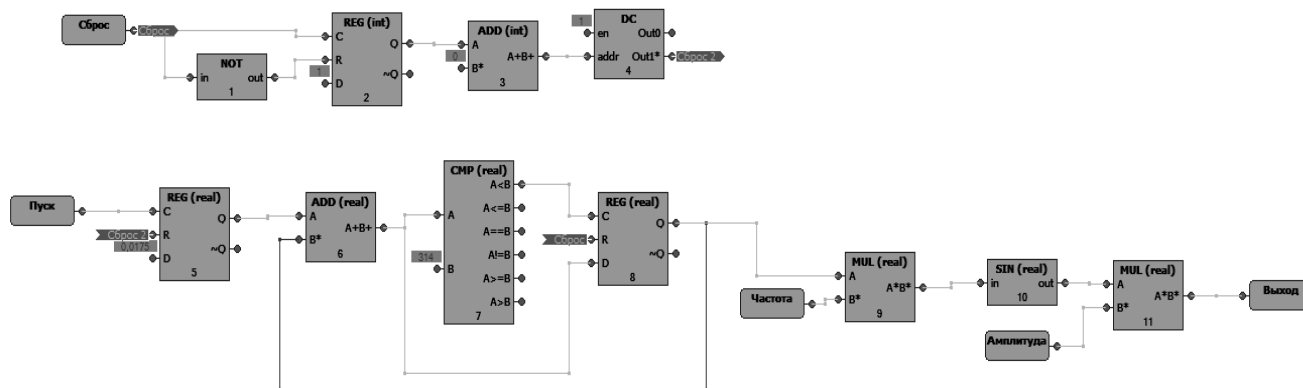 Сброс
Сброс
NOT
in out
1
REG (int)
C Q
R
1
D ~Q
2
ADD (int)
A
0
A+B+
B*
3
DC
1
en Out0
addr Out1*
4
Сброс 2
Пуск
REG (real)
C Q
Сброс 2
R
0,0175
D ~Q
5
ADD (real)
A
A+B+
B*
6
CMP (real)
A<B
A<=B
A
A==B
A!=B
314
B
A>=B
A>B
7
REG (real)
C Q
Сброс
R
D ~Q
8
Частота
MUL (real)
A
A*B*
B*
9
SIN (real)
in out
10
Амплитуда
MUL (real)
A
A*B*
B*
11
Выход